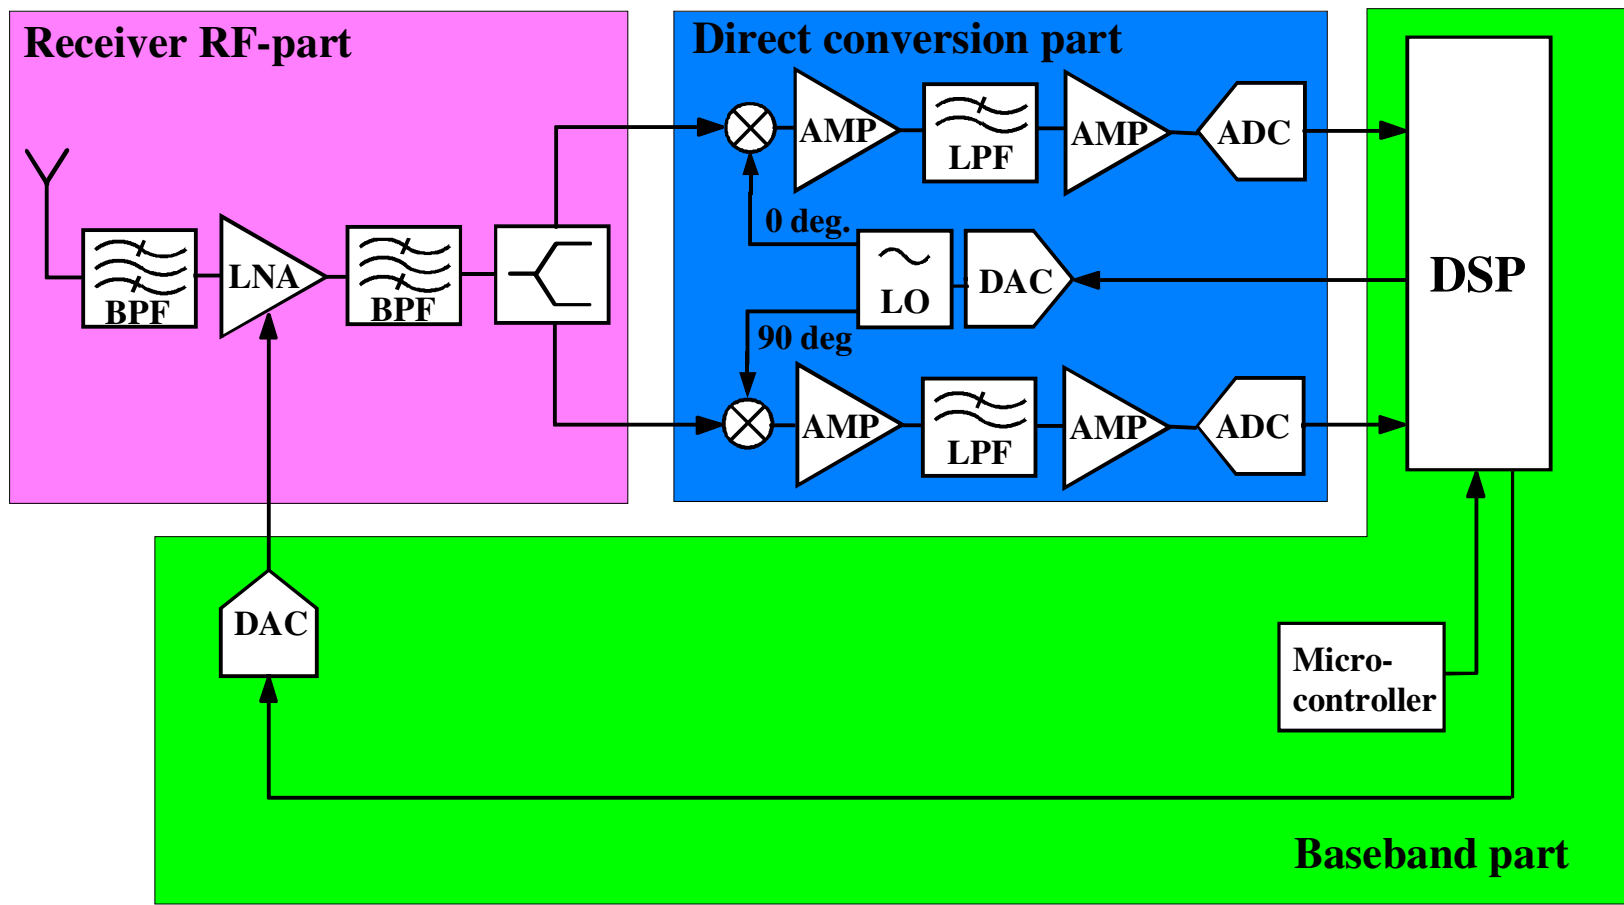 Receiver RF-part
Direct conversion part
AMP
LPF
AMP
ADC
0 deg.
BPF
LNA
BPF
LO
DAC
DSP
90 deg
AMP
LPF
AMP
ADC
DAC
Micro-
controller
Baseband part